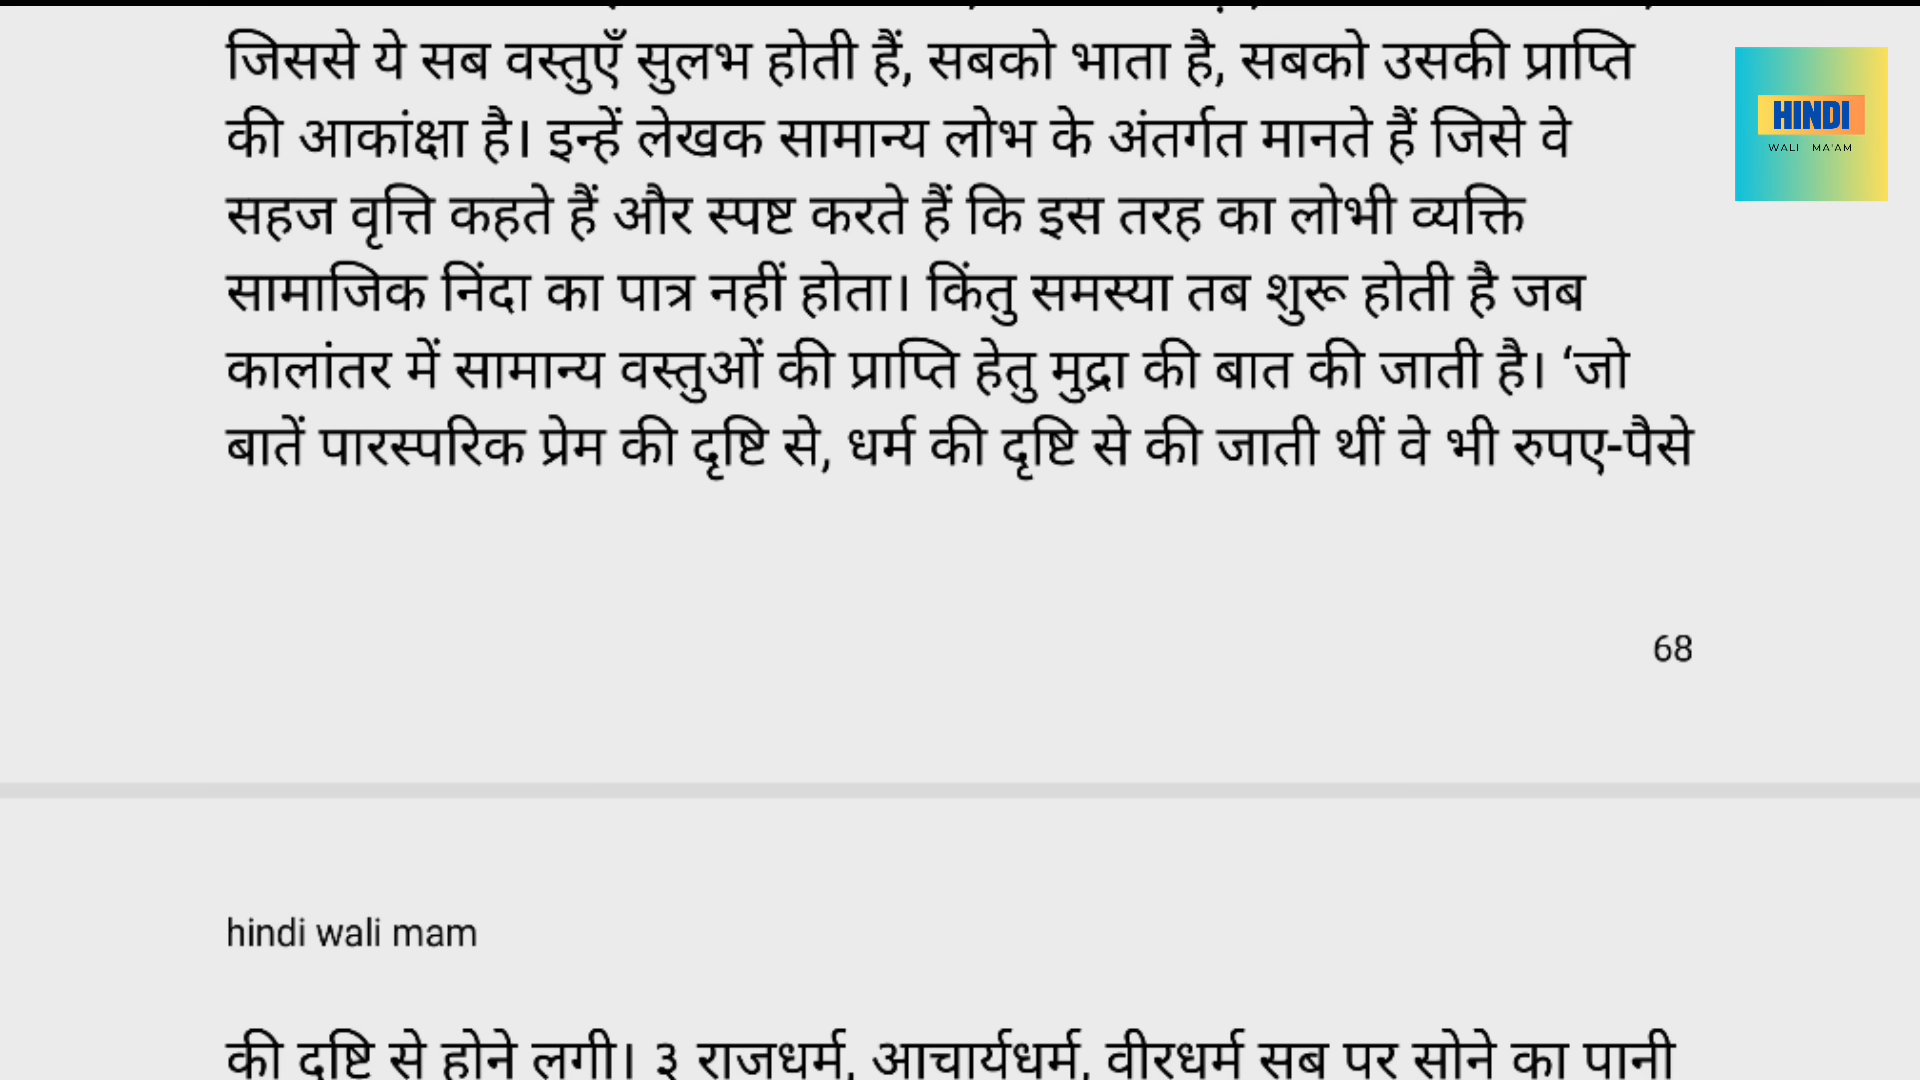 जिससे ये सब वस्तुएँ सुलभ होती हैं, सबको भाता है, सबको उसकी प्राप्ति
की आकांक्षा है। इन्हें लेखक सामान्य लोभ के अंतर्गत मानते हैं जिसे वे
सहज वृत्ति कहते हैं और स्पष्ट करते हैं कि इस तरह का लोभी व्यक्ति
सामाजिक निंदा का पात्र नहीं होता। किंतु समस्या तब शुरू होती है जब
कालांतर में सामान्य वस्तुओं की प्राप्ति हेतु मुद्रा की बात की जाती है। ‘जो
बातें पारस्परिक प्रेम की दृष्टि से, धर्म की दृष्टि से की जाती थीं वे भी रुपए-पैसे
68
hindi wali mam
की दृष्टि से होने लगी। ३ राजधर्म, आचार्यधर्म, वीरधर्म सब पर सोने का पानी
HINDI
WALI MA'AM